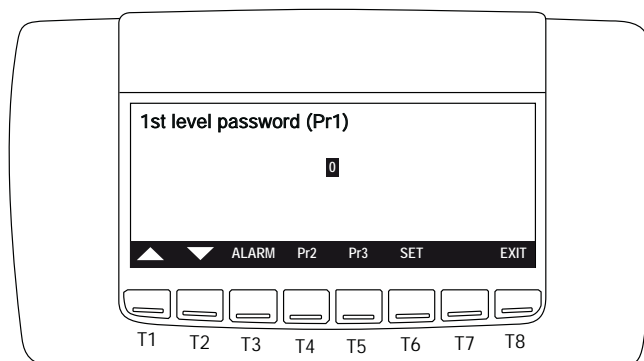 1st level password (Pr1)
0
ALARM Pr2 Pr3 SET EXIT
T1 T2 T3 T4 T5 T6 T7 T8